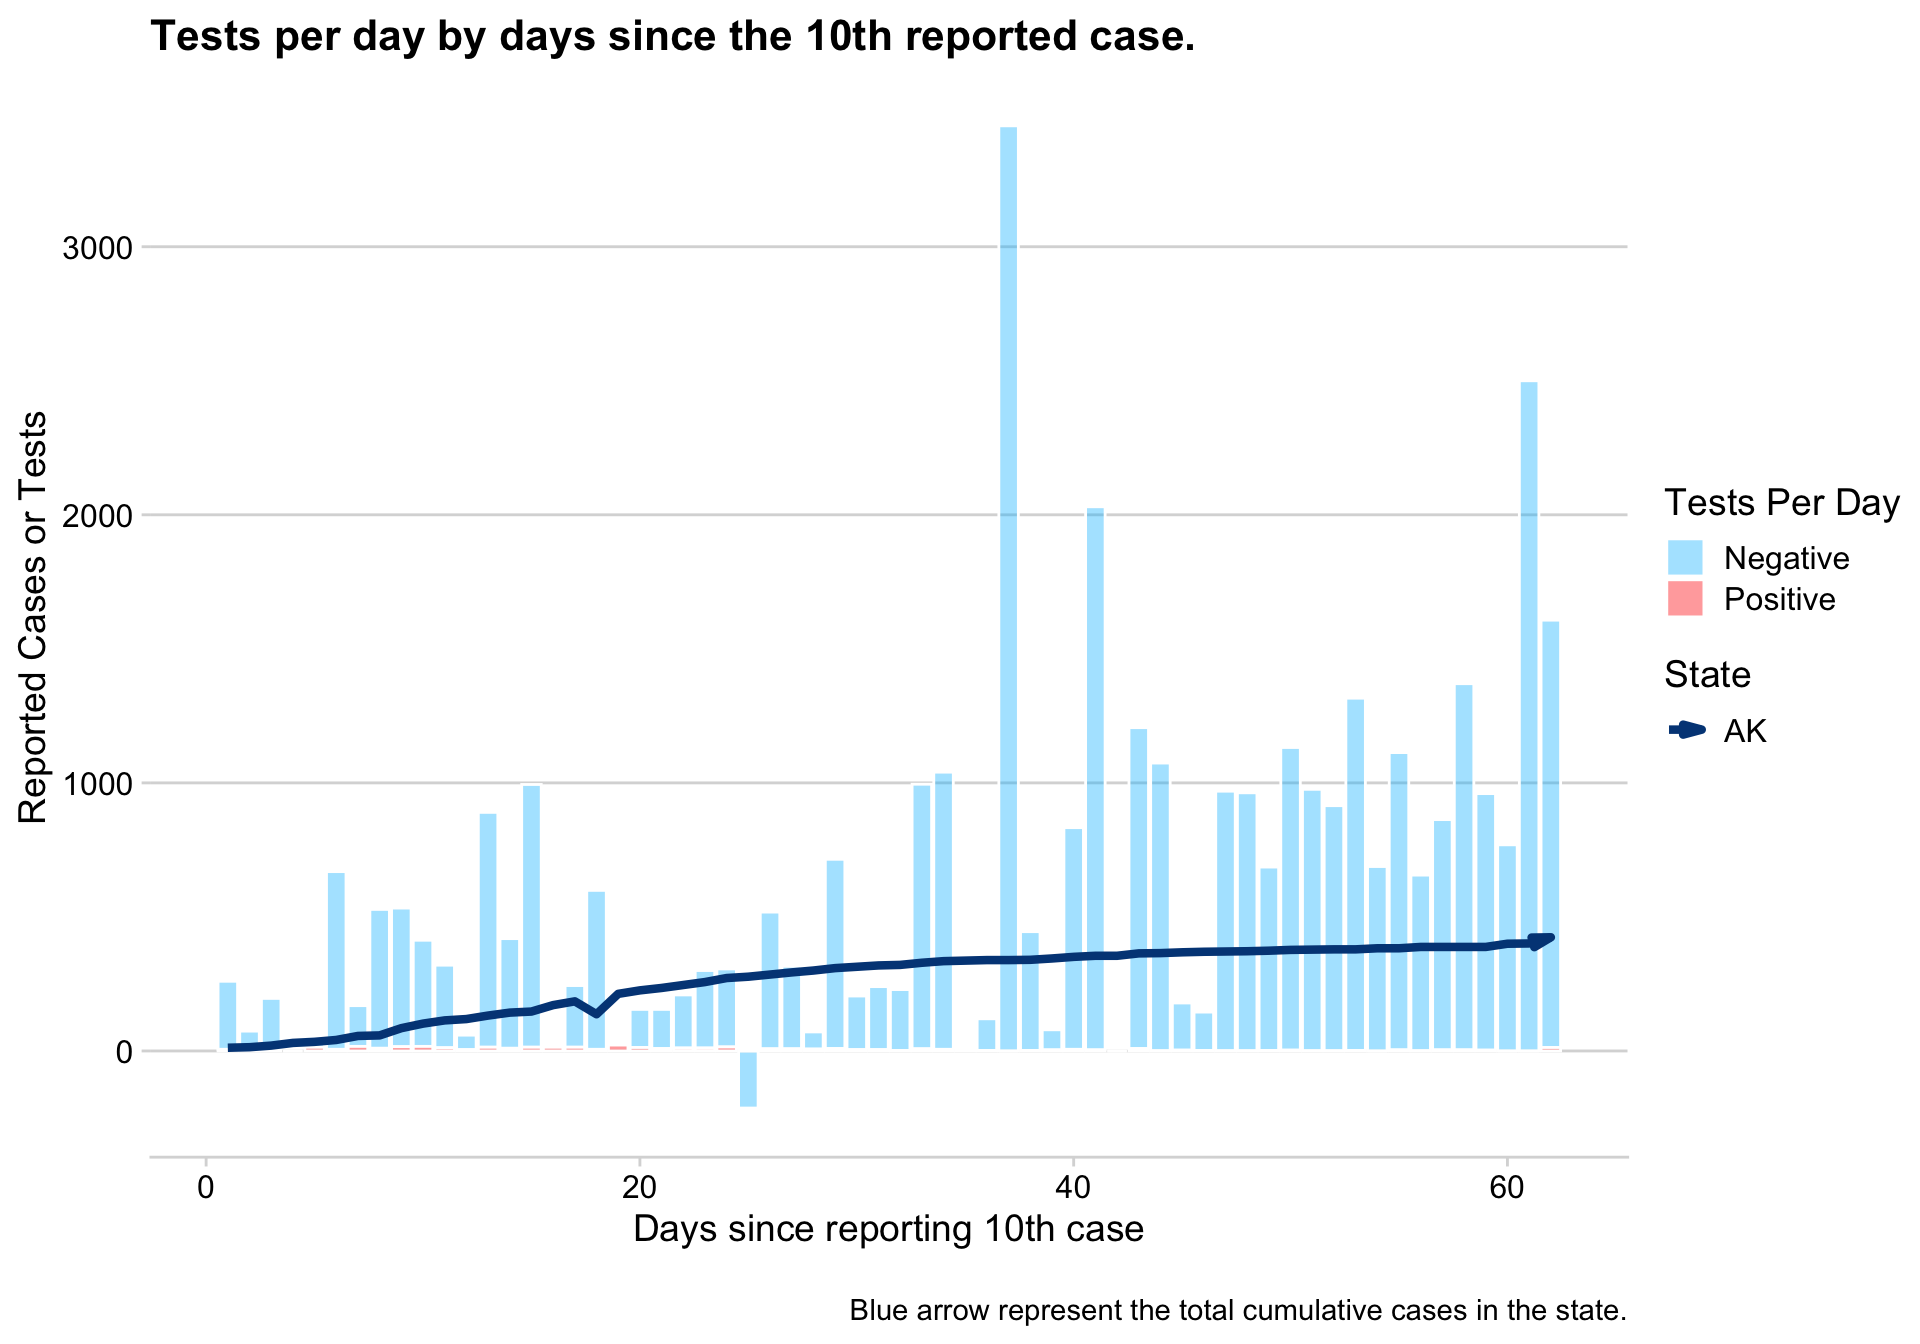 Tests per day by days since the 10th reported case.
Reported Cases or Tests
3000
2000
1000
0
0 20 40 60
Days since reporting 10th case
Tests Per Day
Negative
Positive
State
AK
Blue arrow represent the total cumulative cases in the state.